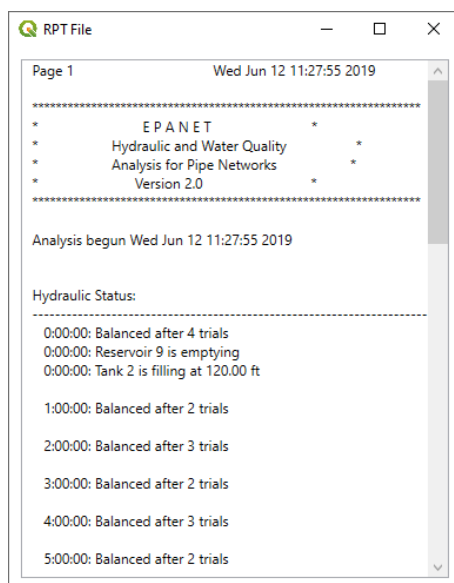 RPT File
Page 1 Wed Jun 12 11:27:55 2019
******************************************************************
* E P A N E T *
* Hydraulic and Water Quality *
* Analysis for Pipe Networks *
* Version 2.0 *
******************************************************************
Analysis begun Wed Jun 12 11:27:55 2019
Hydraulic Status:
-----------------------------------------------------------------------
0:00:00: Balanced after 4 trials
0:00:00: Reservoir 9 is emptying
0:00:00: Tank 2 is filling at 120.00 ft
1:00:00: Balanced after 2 trials
2:00:00: Balanced after 3 trials
3:00:00: Balanced after 2 trials
4:00:00: Balanced after 3 trials
5:00:00: Balanced after 2 trials